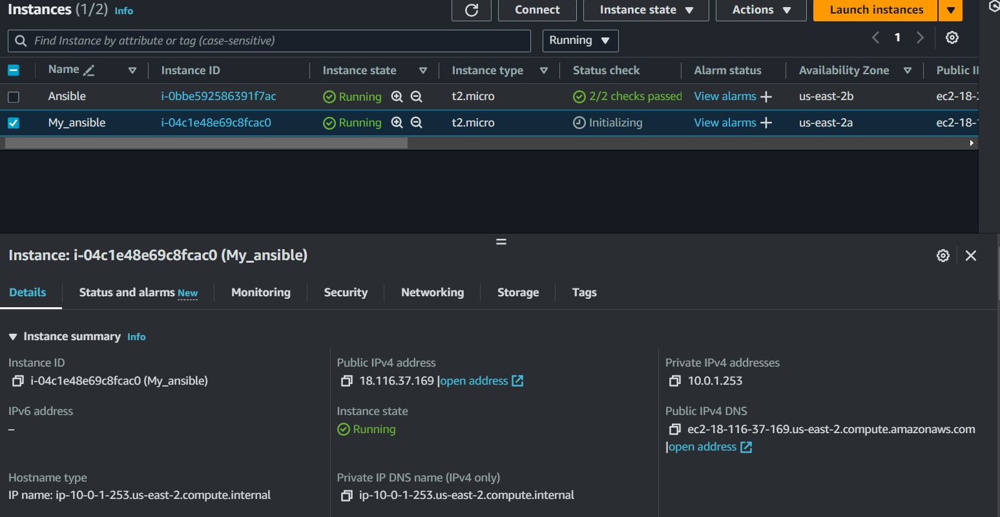 Instances (1/2) Info
Connect Instance state Actions Launch instances
Find Instance by attribute or tag (case-sensitive) Running 1
Name Instance ID Instance state Instance type Status check Alarm status Availability Zone Public
Ansible i-0bbe592586391f7ac Running t2.micro 2/2 checks passed View alarms us-east-2b ec2-18-
My_ansible i-04c1e48e69c8fcac0 Running t2.micro Initializing View alarms us-east-2a ec2-18-
Instance: i-04c1e48e69c8fcac0 (My_ansible)
Details Status and alarms New Monitoring Security Networking Storage Tags
Instance summary Info
Instance ID
i-04c1e48e69c8fcac0 (My_ansible)
Public IPv4 address
18.116.37.169 |open address
Private IPv4 addresses
10.0.1.253
IPv6 address
–
Instance state
Running
Public IPv4 DNS
ec2-18-116-37-169.us-east-2.compute.amazonaws.com
|open address
Hostname type
IP name: ip-10-0-1-253.us-east-2.compute.internal
Private IP DNS name (IPv4 only)
ip-10-0-1-253.us-east-2.compute.internal